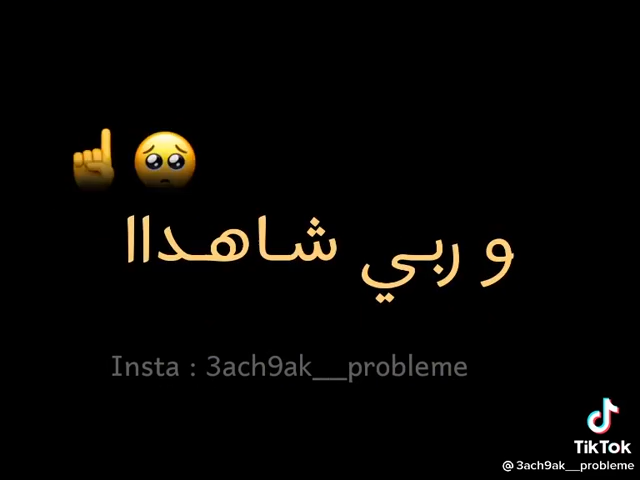 ☝️🥺
و ربي شاهداا
Insta : 3ach9ak__probleme
TikTok
@3ach9ak__probleme